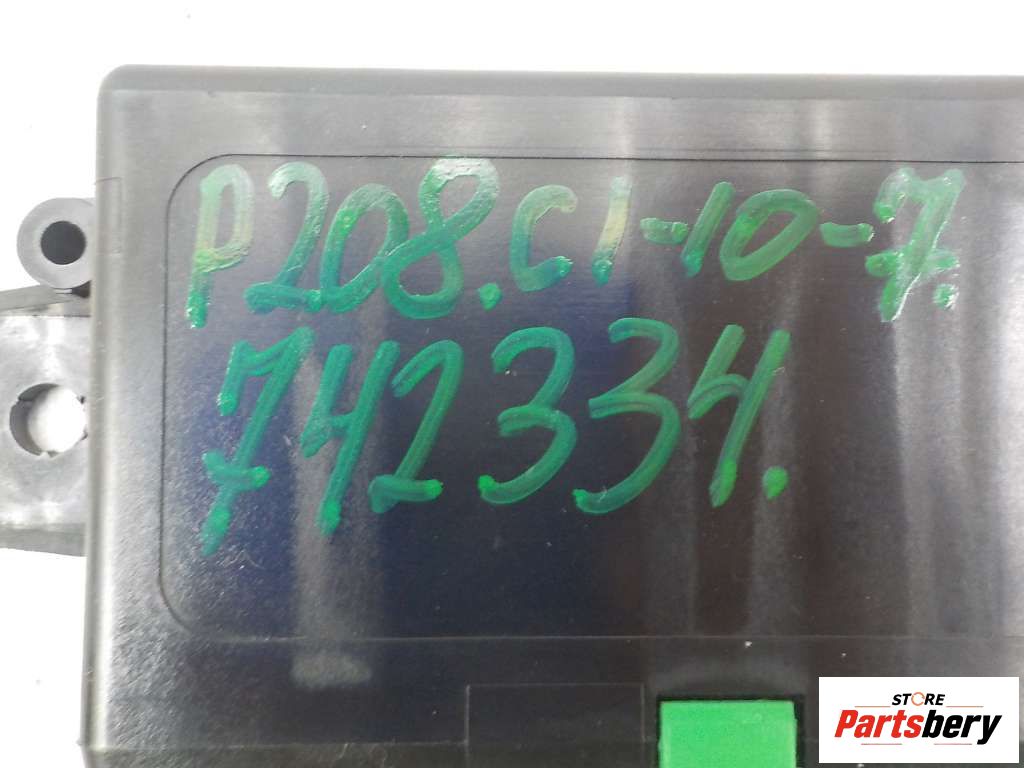 P208.C1-10-7.
742334.
STORE
Partsbery